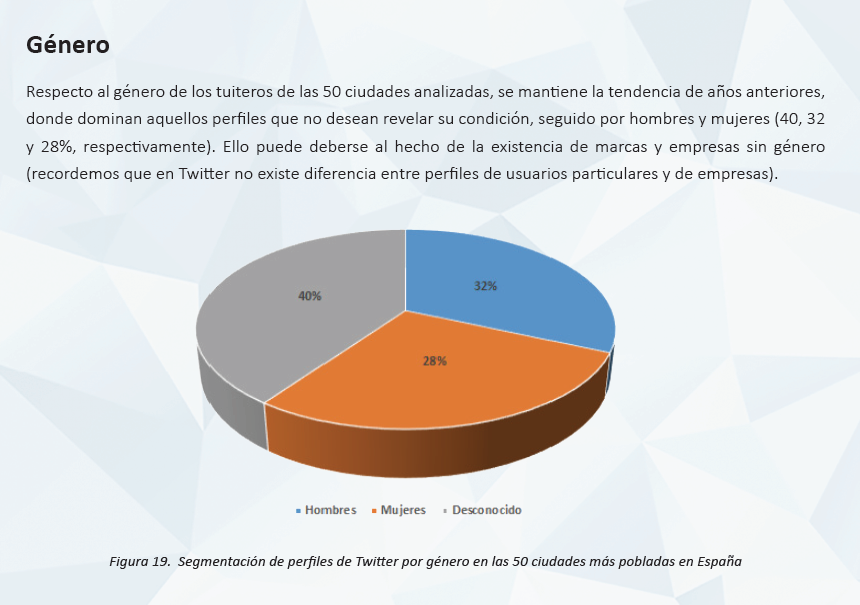 Género
Respecto al género de los tuiteros de las 50 ciudades analizadas, se mantiene la tendencia de años anteriores,
donde dominan aquellos perfiles que no desean revelar su condición, seguido por hombres y mujeres (40, 32
y 28%, respectivamente). Ello puede deberse al hecho de la existencia de marcas y empresas sin género
(recordemos que en Twitter no existe diferencia entre perfiles de usuarios particulares y de empresas).
32%
40%
28%
Hombres Mujeres Desconocido
Figura 19. Segmentación de perfiles de Twitter por género en las 50 ciudades más pobladas en España